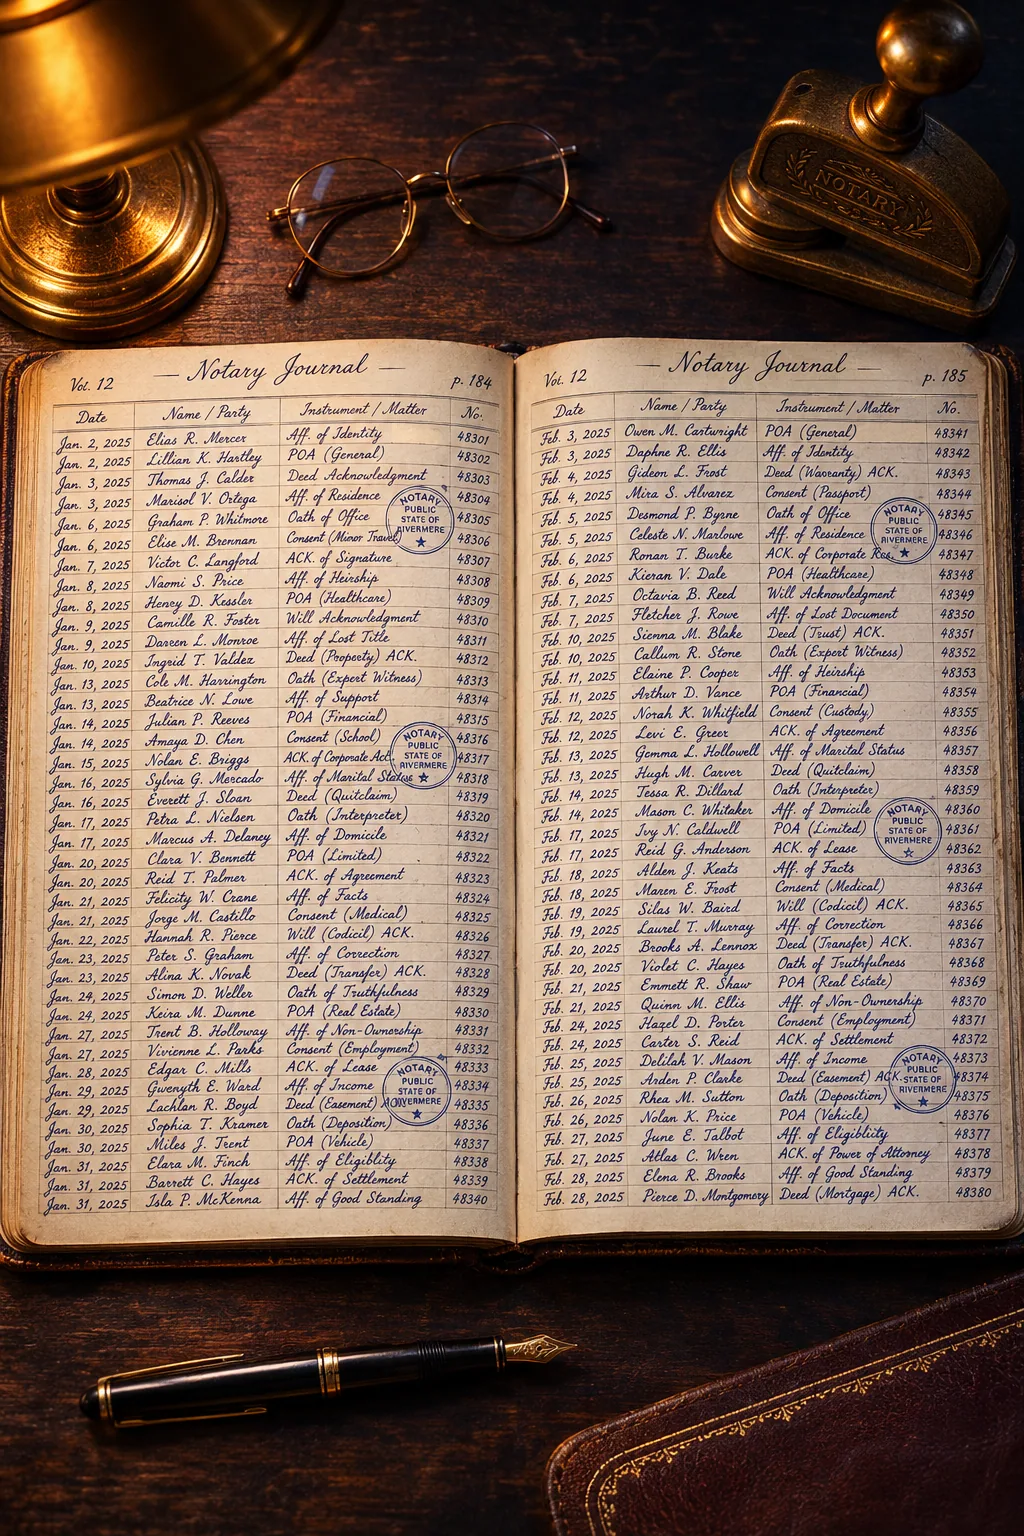 Vol. 12 — Notary Journal — p. 184
Date Name / Party Instrument / Matter No.
Jan. 2, 2025 Elias R. Mercer Aff. of Identity 48301
Jan. 2, 2025 Lillian K. Hartley POA (General) 48302
Jan. 3, 2025 Thomas J. Calder Deed Acknowledgment 48303
Jan. 3, 2025 Marisol V. Ortega Aff. of Residence 48304
Jan. 6, 2025 Graham P. Whitmore Oath of Office 48305
Jan. 6, 2025 Elise M. Brennan Consent (Minor Travel) 48306
Jan. 7, 2025 Victor C. Langford ACK. of Signature 48307
Jan. 8, 2025 Naomi S. Price Aff. of Heirship 48308
Jan. 8, 2025 Henry D. Kessler POA (Healthcare) 48309
Jan. 9, 2025 Camille R. Foster Will Acknowledgment 48310
Jan. 9, 2025 Darren L. Monroe Aff. of Lost Title 48311
Jan. 10, 2025 Ingrid T. Valdez Deed (Property) ACK. 48312
Jan. 13, 2025 Cole M. Harrington Oath (Expert Witness) 48313
Jan. 13, 2025 Beatrice N. Lowe Aff. of Support 48314
Jan. 14, 2025 Julian P. Reeves POA (Financial) 48315
Jan. 14, 2025 Amaya D. Chen Consent (School) 48316
Jan. 15, 2025 Nolan E. Briggs ACK. of Corporate Act 48317
Jan. 16, 2025 Sylvia G. Mercado Aff. of Marital Status 48318
Jan. 16, 2025 Everett J. Sloan Deed (Quitclaim) 48319
Jan. 17, 2025 Petra L. Nielsen Oath (Interpreter) 48320
Jan. 17, 2025 Marcus A. Delaney Aff. of Domicile 48321
Jan. 20, 2025 Clara V. Bennett POA (Limited) 48322
Jan. 20, 2025 Reid T. Palmer ACK. of Agreement 48323
Jan. 21, 2025 Felicity W. Crane Aff. of Facts 48324
Jan. 21, 2025 Jorge M. Castillo Consent (Medical) 48325
Jan. 22, 2025 Hannah R. Pierce Will (Codicil) ACK. 48326
Jan. 23, 2025 Peter S. Graham Aff. of Correction 48327
Jan. 23, 2025 Alina K. Novak Deed (Transfer) ACK. 48328
Jan. 24, 2025 Simon D. Weller Oath of Truthfulness 48329
Jan. 24, 2025 Keira M. Dunne POA (Real Estate) 48330
Jan. 27, 2025 Trent B. Holloway Aff. of Non-Ownership 48331
Jan. 27, 2025 Vivienne L. Parks Consent (Employment) 48332
Jan. 28, 2025 Edgar C. Mills ACK. of Lease 48333
Jan. 29, 2025 Gwenyth E. Ward Aff. of Income 48334
Jan. 29, 2025 Lachlan R. Boyd Deed (Easement) 48335
Jan. 30, 2025 Sophia T. Kramer Oath (Deposition) 48336
Jan. 30, 2025 Miles J. Trent POA (Vehicle) 48337
Jan. 31, 2025 Elara M. Finch Aff. of Eligiblity 48338
Jan. 31, 2025 Barrett C. Hayes ACK. of Settlement 48339
Jan. 31, 2025 Isla P. McKenna Aff. of Good Standing 48340
NOTARY
PUBLIC
STATE OF
RIVERMERE
NOTARY
PUBLIC
STATE OF
RIVERMERE
NOTARY
PUBLIC
STATE OF
RIVERMERE
Vol. 12 — Notary Journal — p. 185
Date Name / Party Instrument / Matter No.
Feb. 3, 2025 Owen M. Cartwright POA (General) 48341
Feb. 3, 2025 Daphne R. Ellis Aff. of Identity 48342
Feb. 4, 2025 Gideon L. Frost Deed (Warranty) ACK. 48343
Feb. 4, 2025 Mira S. Alvarez Consent (Passport) 48344
Feb. 5, 2025 Desmond P. Byrne Oath of Office 48345
Feb. 5, 2025 Celeste N. Marlowe Aff. of Residence 48346
Feb. 6, 2025 Ronan T. Burke ACK. of Corporate Res. 48347
Feb. 6, 2025 Kieran V. Dale POA (Healthcare) 48348
Feb. 7, 2025 Octavia B. Reed Will Acknowledgment 48349
Feb. 7, 2025 Fletcher J. Rowe Aff. of Lost Document 48350
Feb. 10, 2025 Sienna M. Blake Deed (Trust) ACK. 48351
Feb. 10, 2025 Callum R. Stone Oath (Expert Witness) 48352
Feb. 11, 2025 Elaine P. Cooper Aff. of Heirship 48353
Feb. 11, 2025 Arthur D. Vance POA (Financial) 48354
Feb. 12, 2025 Norah K. Whitfield Consent (Custody) 48355
Feb. 12, 2025 Levi E. Greer ACK. of Agreement 48356
Feb. 13, 2025 Gemma L. Hollowell Aff. of Marital Status 48357
Feb. 13, 2025 Hugh M. Carver Deed (Quitclaim) 48358
Feb. 14, 2025 Tessa R. Dillard Oath (Interpreter) 48359
Feb. 14, 2025 Mason C. Whitaker Aff. of Domicile 48360
Feb. 17, 2025 Ivy N. Caldwell POA (Limited) 48361
Feb. 17, 2025 Reid G. Anderson ACK. of Lease 48362
Feb. 18, 2025 Alden J. Keats Aff. of Facts 48363
Feb. 18, 2025 Maren E. Frost Consent (Medical) 48364
Feb. 19, 2025 Silas W. Baird Will (Codicil) ACK. 48365
Feb. 19, 2025 Laurel T. Murray Aff. of Correction 48366
Feb. 20, 2025 Brooks A. Lennox Deed (Transfer) ACK. 48367
Feb. 20, 2025 Violet C. Hayes Oath of Truthfulness 48368
Feb. 21, 2025 Emmett R. Shaw POA (Real Estate) 48369
Feb. 21, 2025 Quinn M. Ellis Aff. of Non-Ownership 48370
Feb. 24, 2025 Hazel D. Porter Consent (Employment) 48371
Feb. 24, 2025 Carter S. Reid ACK. of Settlement 48372
Feb. 25, 2025 Delilah V. Mason Aff. of Income 48373
Feb. 25, 2025 Arden P. Clarke Deed (Easement) ACK. 48374
Feb. 26, 2025 Rhea M. Sutton Oath (Deposition) 48375
Feb. 26, 2025 Nolan K. Price POA (Vehicle) 48376
Feb. 27, 2025 June E. Talbot Aff. of Eligiblity 48377
Feb. 27, 2025 Atlas C. Wren ACK. of Power of Attorney 48378
Feb. 28, 2025 Elena R. Brooks Aff. of Good Standing 48379
Feb. 28, 2025 Pierce D. Montgomery Deed (Mortgage) ACK. 48380
NOTARY
PUBLIC
STATE OF
RIVERMERE
NOTARY
PUBLIC
STATE OF
RIVERMERE
NOTARY
PUBLIC
STATE OF
RIVERMERE
NOTARY